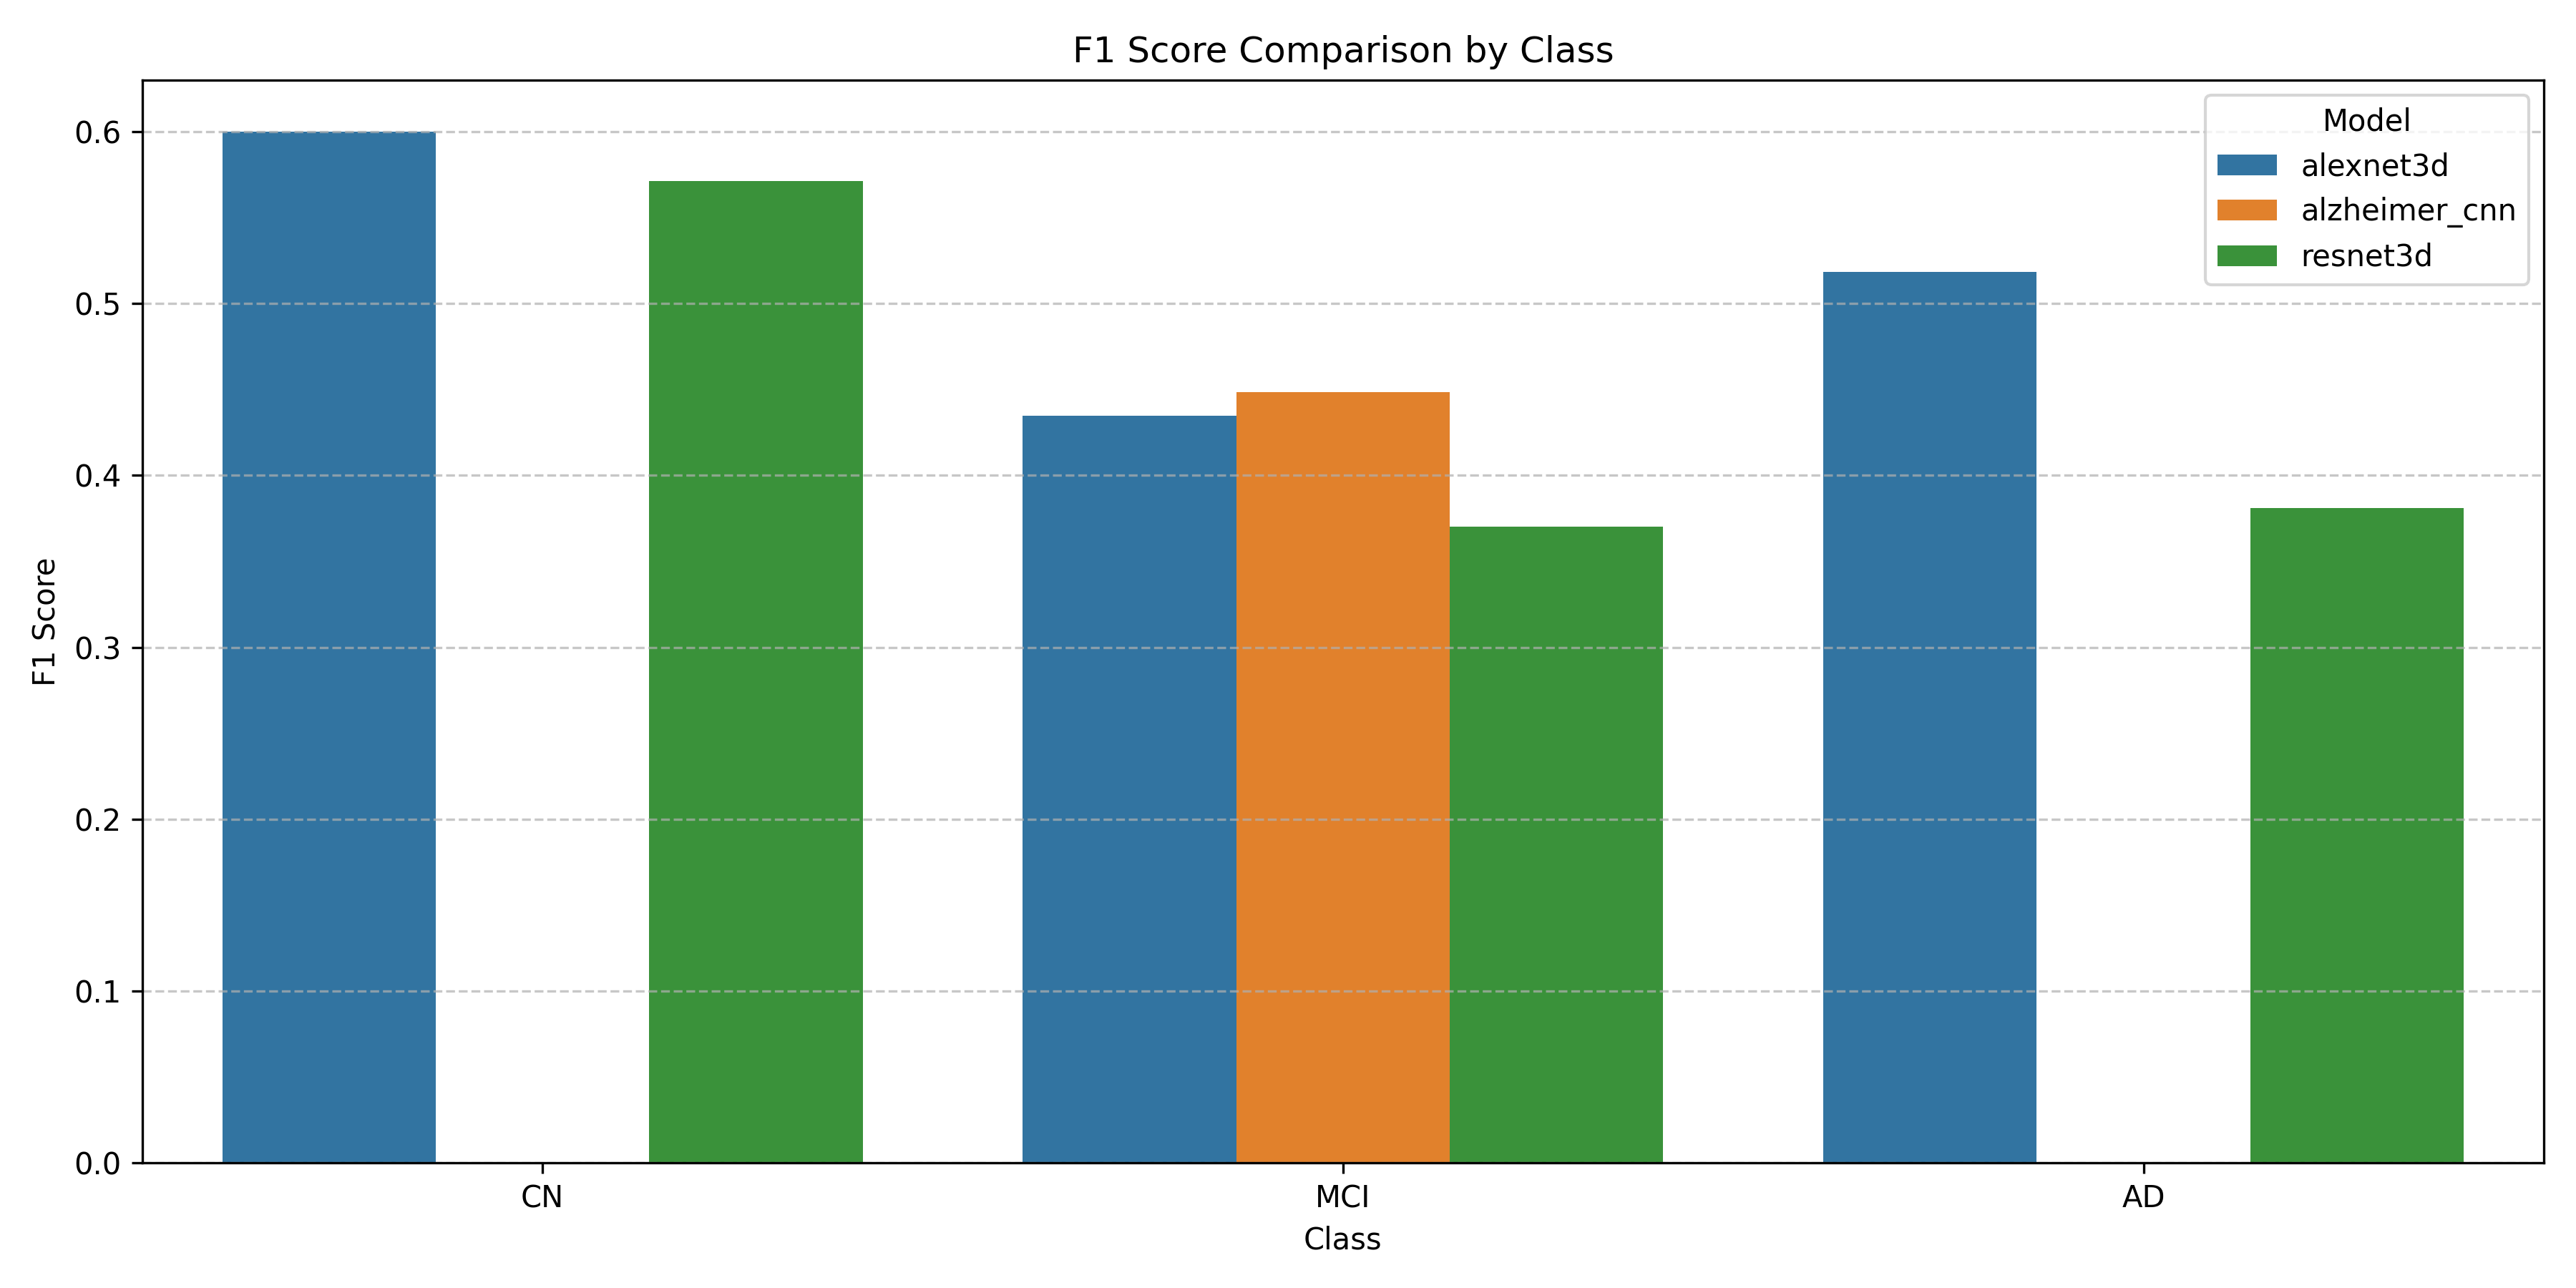 F1 Score Comparison by Class
Model
alexnet3d
alzheimer_cnn
resnet3d
F1 Score
0.6
0.5
0.4
0.3
0.2
0.1
0.0
CN
MCI
AD
Class